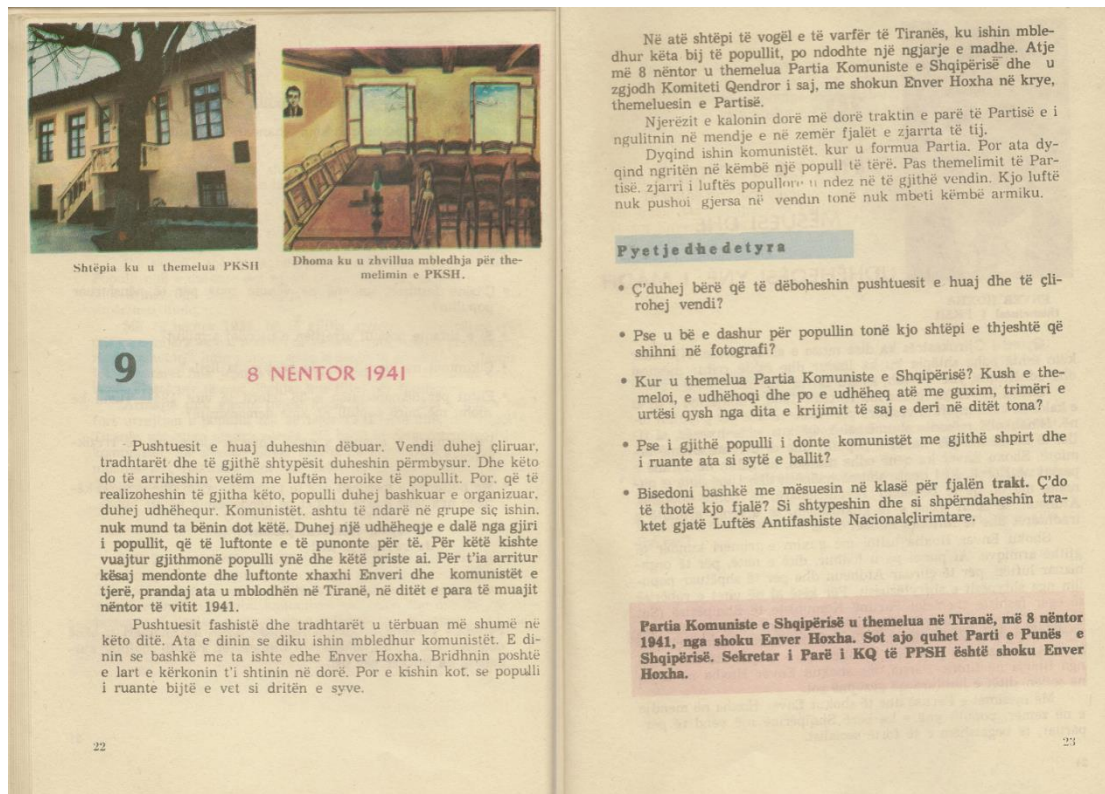 Shtëpia ku u themelua PKSH
Dhoma ku u zhvillua mbledhja për the-
melimin e PKSH.
9
8 NËNTOR 1941
Pushtuesit e huaj duheshin dëbuar. Vendi duhej çliruar,
tradhtarët dhe të gjithë shtypësit duheshin përmbysur. Dhe këto
do të arriheshin vetëm me luftën heroike të popullit. Por, që të
realizoheshin të gjitha këto, populli duhej bashkuar e organizuar,
duhej udhëhequr. Komunistët, ashtu të ndarë në grupe siç ishin,
nuk mund ta bënin dot këtë. Duhej një udhëheqje e dalë nga gjiri
i popullit, që të luftonte e të punonte për të. Për këtë kishte
vuajtur gjithmonë populli ynë dhe këtë priste ai. Për t'ia arritur
kësaj mendonte dhe luftonte xhaxhi Enveri dhe komunistët e
tjerë, prandaj ata u mblodhën në Tiranë, në ditët e para të muajit
nëntor të vitit 1941.
Pushtuesit fashistë dhe tradhtarët u tërbuan më shumë në
këto ditë. Ata e dinin se diku ishin mbledhur komunistët. E di-
nin se bashkë me ta ishte edhe Enver Hoxha. Bridhnin poshtë
e lart e kërkonin t'i shtinin në dorë. Por e kishin kot, se populli
i ruante bijtë e vet si dritën e syve.
22
Në atë shtëpi të vogël e të varfër të Tiranës, ku ishin mble-
dhur këta bij të popullit, po ndodhte një ngjarje e madhe. Atje
më 8 nëntor u themelua Partia Komuniste e Shqipërisë dhe u
zgjodh Komiteti Qendror i saj, me shokun Enver Hoxha në krye,
themeluesin e Partisë.
Njerëzit e kalonin dorë më dorë traktin e parë të Partisë e i
ngulitnin në mendje e në zemër fjalët e zjarrta të tij.
Dyqind ishin komunistët, kur u formua Partia. Por ata dy-
qind ngritën në këmbë një popull të tërë. Pas themelimit të Par-
tisë, zjarri i luftës popullore u ndez në të gjithë vendin. Kjo luftë
nuk pushoi gjersa në vendin tonë nuk mbeti këmbë armiku.
Pyetje dhe detyra
• Ç'duhej bërë që të dëboheshin pushtuesit e huaj dhe të çli-
rohej vendi?
• Pse u bë e dashur për popullin tonë kjo shtëpi e thjeshtë që
shihni në fotografi?
• Kur u themelua Partia Komuniste e Shqipërisë? Kush e the-
meloi, e udhëhoqi dhe po e udhëheq atë me guxim, trimëri e
urtësi qysh nga dita e krijimit të saj e deri në ditët tona?
• Pse i gjithë populli i donte komunistët me gjithë shpirt dhe
i ruante ata si sytë e ballit?
• Bisedoni bashkë me mësuesin në klasë për fjalën trakt. Ç'do
të thotë kjo fjalë? Si shtypeshin dhe si shpërndaheshin tra-
ktet gjatë Luftës Antifashiste Nacionalçlirimtare.
Partia Komuniste e Shqipërisë u themelua në Tiranë, më 8 nëntor
1941, nga shoku Enver Hoxha. Sot ajo quhet Parti e Punës e
Shqipërisë. Sekretar i Parë i KQ të PPSH është shoku Enver
Hoxha.
23